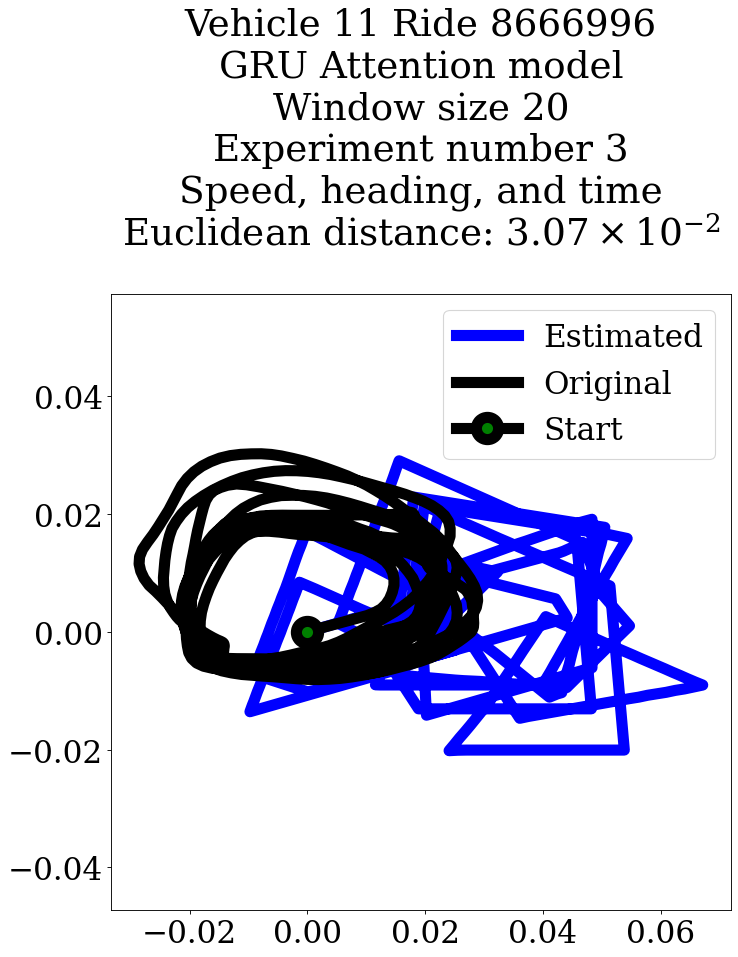 Vehicle 11 Ride 8666996
GRU Attention model
Window size 20
Experiment number 3
Speed, heading, and time
Euclidean distance: 3.07 × 10⁻²
Estimated
Original
Start
0.04
0.02
0.00
−0.02
−0.04
−0.02 0.00 0.02 0.04 0.06